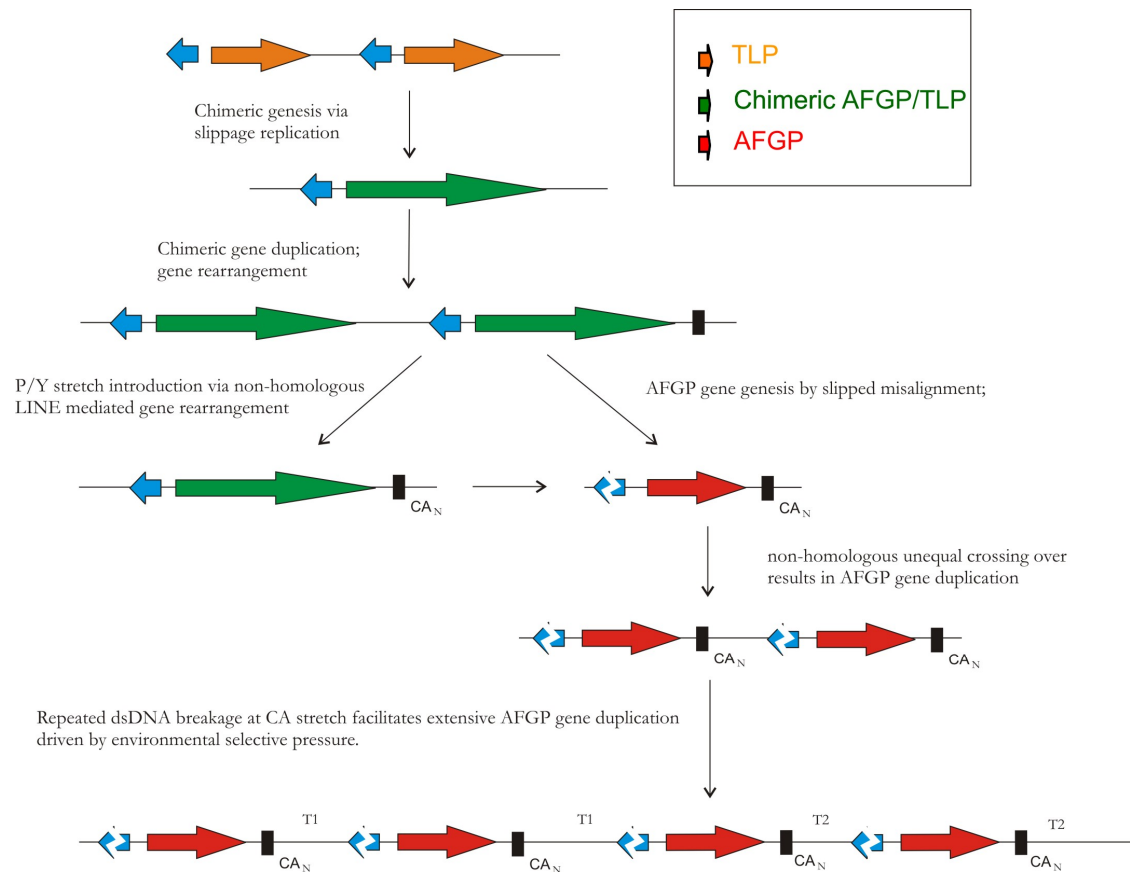 TLP
Chimeric AFGP/TLP
AFGP
Chimeric genesis via
slippage replication
Chimeric gene duplication;
gene rearrangement
P/Y stretch introduction via non-homologous
LINE mediated gene rearrangement
AFGP gene genesis by slipped misalignment;
CA N
CA N
non-homologous unequal crossing over
results in AFGP gene duplication
CA N
CA N
Repeated dsDNA breakage at CA stretch facilitates extensive AFGP gene duplication
driven by environmental selective pressure.
T1
T1
T2
T2
CA N
CA N
CA N
CA N